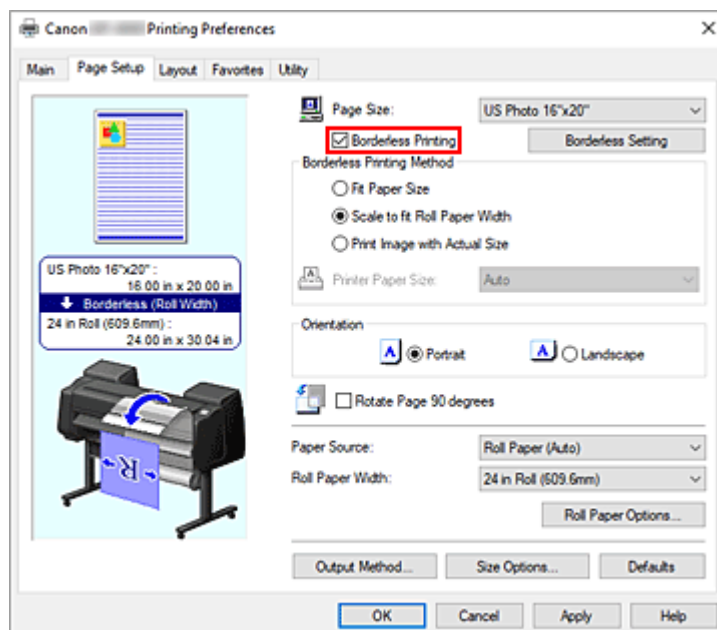 Canon Printing Preferences
Main Page Setup Layout Favorites Utility
Page Size: US Photo 16"x20"
Borderless Printing Borderless Setting
Borderless Printing Method
Fit Paper Size
Scale to fit Roll Paper Width
Print Image with Actual Size
Printer Paper Size: Auto
US Photo 16"x20" :
16.00 in x 20.00 in
Borderless (Roll Width)
24 in Roll (609.6mm) :
24.00 in x 30.04 in
Orientation
A Portrait A Landscape
Rotate Page 90 degrees
Paper Source: Roll Paper (Auto)
Roll Paper Width: 24 in Roll (609.6mm)
Roll Paper Options...
R
Output Method... Size Options... Defaults
OK Cancel Apply Help